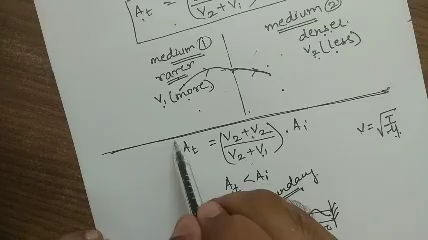 At =
V2 + V1
medium ②
medium ①
denser
rarer
V2 (less)
V1 (more)
At = (V2 + V2 / V2 + V1) . Ai
V = √T/μ
At < Ai